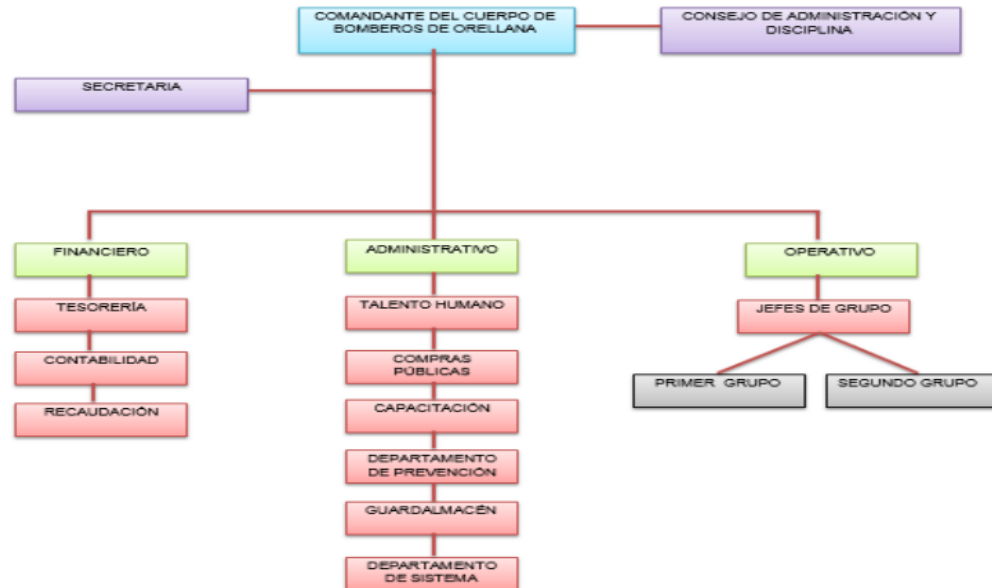 COMANDANTE DEL CUERPO DE
BOMBEROS DE ORELLANA
CONSEJO DE ADMINISTRACIÓN Y
DISCIPLINA
SECRETARIA
FINANCIERO
TESORERÍA
CONTABILIDAD
RECAUDACIÓN
ADMINISTRATIVO
TALENTO HUMANO
COMPRAS
PÚBLICAS
CAPACITACIÓN
DEPARTAMENTO
DE PREVENCIÓN
GUARDALMACÉN
DEPARTAMENTO
DE SISTEMA
OPERATIVO
JEFES DE GRUPO
PRIMER GRUPO
SEGUNDO GRUPO